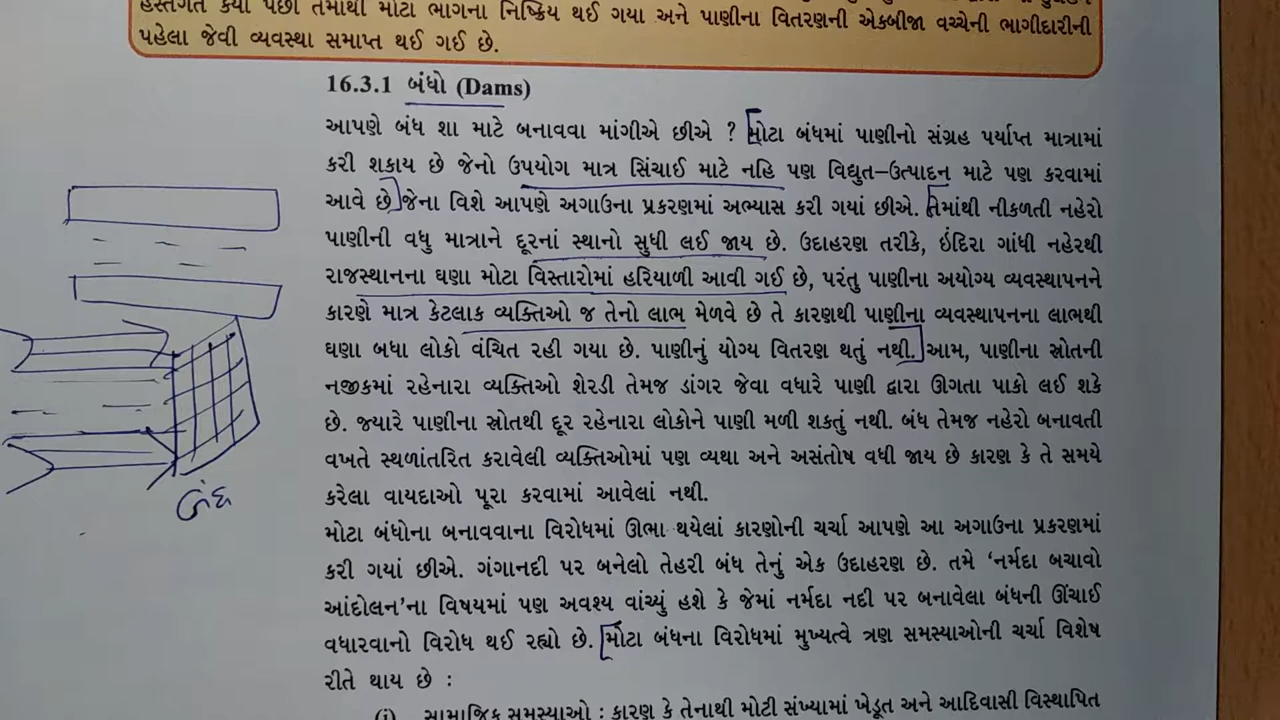 હસ્તગત કર્યા પછી તેમાંથી મોટા ભાગના નિષ્ક્રિય થઈ ગયા અને પાણીના વિતરણની એકબીજા વચ્ચેની ભાગીદારીની
પહેલા જેવી વ્યવસ્થા સમાપ્ત થઈ ગઈ છે.
16.3.1 બંધો (Dams)
આપણે બંધ શા માટે બનાવવા માંગીએ છીએ ? મોટા બંધમાં પાણીનો સંગ્રહ પર્યાપ્ત માત્રામાં
કરી શકાય છે જેનો ઉપયોગ માત્ર સિંચાઈ માટે નહિ પણ વિદ્યુત-ઉત્પાદન માટે પણ કરવામાં
આવે છે જેના વિશે આપણે અગાઉના પ્રકરણમાં અભ્યાસ કરી ગયાં છીએ. તેમાંથી નીકળતી નહેરો
પાણીની વધુ માત્રાને દૂરનાં સ્થાનો સુધી લઈ જાય છે. ઉદાહરણ તરીકે, ઇંદિરા ગાંધી નહેરથી
રાજસ્થાનના ઘણા મોટા વિસ્તારોમાં હરિયાળી આવી ગઈ છે, પરંતુ પાણીના અયોગ્ય વ્યવસ્થાપનને
કારણે માત્ર કેટલાક વ્યક્તિઓ જ તેનો લાભ મેળવે છે તે કારણથી પાણીના વ્યવસ્થાપનના લાભથી
ઘણા બધા લોકો વંચિત રહી ગયા છે. પાણીનું યોગ્ય વિતરણ થતું નથી. આમ, પાણીના સ્રોતની
નજીકમાં રહેનારા વ્યક્તિઓ શેરડી તેમજ ડાંગર જેવા વધારે પાણી દ્વારા ઊગતા પાકો લઈ શકે
છે. જ્યારે પાણીના સ્રોતથી દૂર રહેનારા લોકોને પાણી મળી શકતું નથી. બંધ તેમજ નહેરો બનાવતી
વખતે સ્થળાંતરિત કરાવેલી વ્યક્તિઓમાં પણ વ્યથા અને અસંતોષ વધી જાય છે કારણ કે તે સમયે
કરેલા વાયદાઓ પૂરા કરવામાં આવેલાં નથી.
મોટા બંધોના બનાવવાના વિરોધમાં ઊભા થયેલાં કારણોની ચર્ચા આપણે આ અગાઉના પ્રકરણમાં
કરી ગયાં છીએ. ગંગાનદી પર બનેલો તેહરી બંધ તેનું એક ઉદાહરણ છે. તમે ‘નર્મદા બચાવો
આંદોલન’ના વિષયમાં પણ અવશ્ય વાંચ્યું હશે કે જેમાં નર્મદા નદી પર બનાવેલા બંધની ઊંચાઈ
વધારવાનો વિરોધ થઈ રહ્યો છે. મોટા બંધના વિરોધમાં મુખ્યત્વે ત્રણ સમસ્યાઓની ચર્ચા વિશેષ
રીતે થાય છે :
(i) સામાજિક સમસ્યાઓ : કારણ કે તેનાથી મોટી સંખ્યામાં ખેડૂત અને આદિવાસી વિસ્થાપિત
બંધ